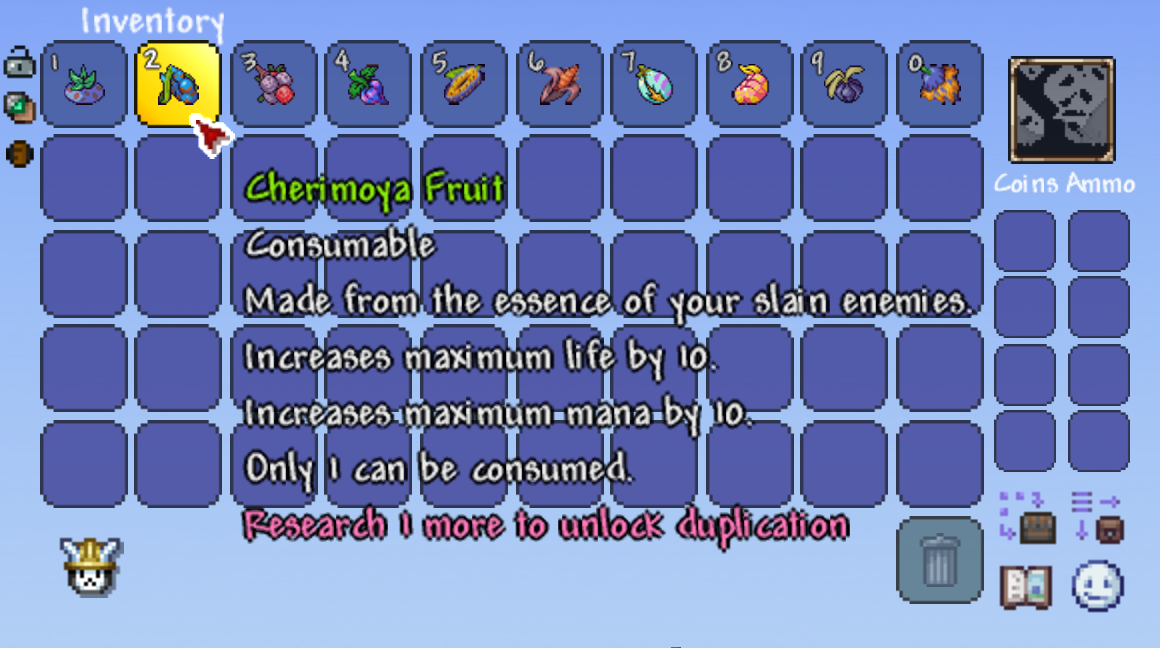 Inventory
1 2 3 4 5 6 7 8 9 0
Coins Ammo
Cherimoya Fruit
Consumable
Made from the essence of your slain enemies.
Increases maximum life by 10.
Increases maximum mana by 10.
Only 1 can be consumed.
Research 1 more to unlock duplication